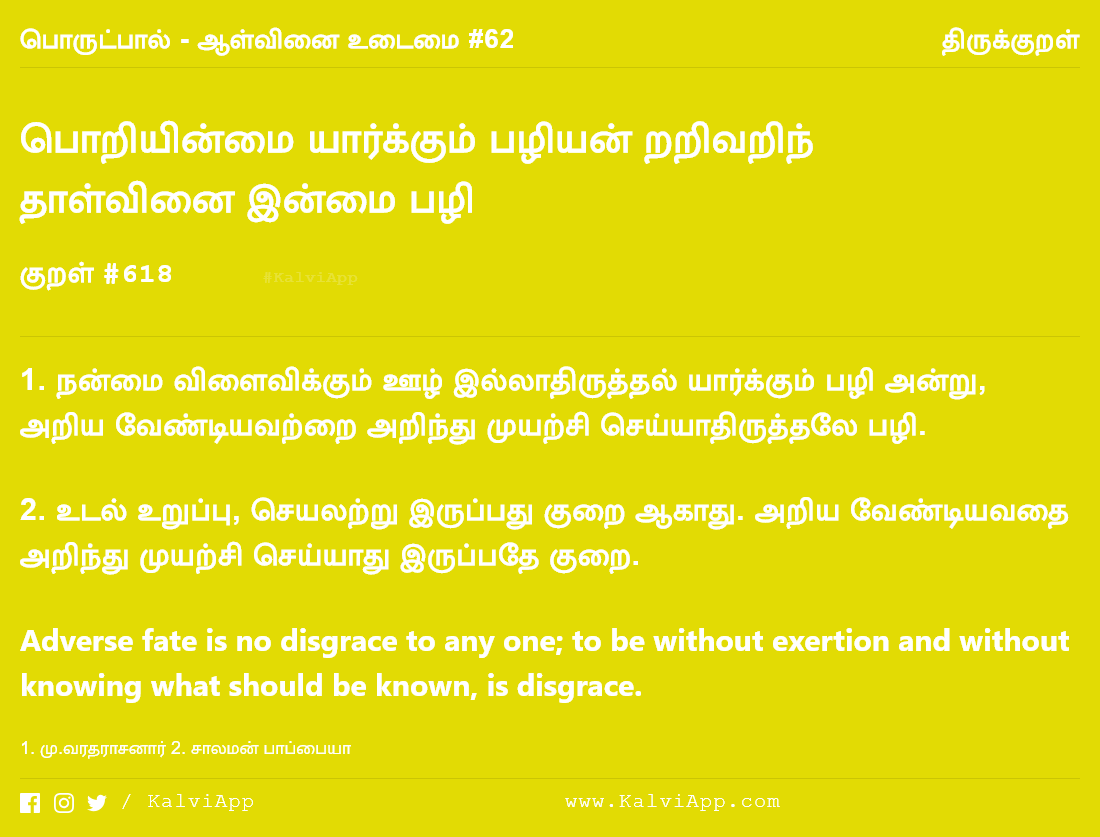 பொருட்பால் - ஆள்வினை உடைமை #62 திருக்குறள்
பொறியின்மை யார்க்கும் பழியன் றறிவறிந்
தாள்வினை இன்மை பழி
குறள் #618 #KalviApp
1. நன்மை விளைவிக்கும் ஊழ் இல்லாதிருத்தல் யார்க்கும் பழி அன்று,
அறிய வேண்டியவற்றை அறிந்து முயற்சி செய்யாதிருத்தலே பழி.
2. உடல் உறுப்பு, செயலற்று இருப்பது குறை ஆகாது. அறிய வேண்டியவதை
அறிந்து முயற்சி செய்யாது இருப்பதே குறை.
Adverse fate is no disgrace to any one; to be without exertion and without
knowing what should be known, is disgrace.
1. மு.வரதராசனார் 2. சாலமன் பாப்பையா
/ KalviApp www.KalviApp.com